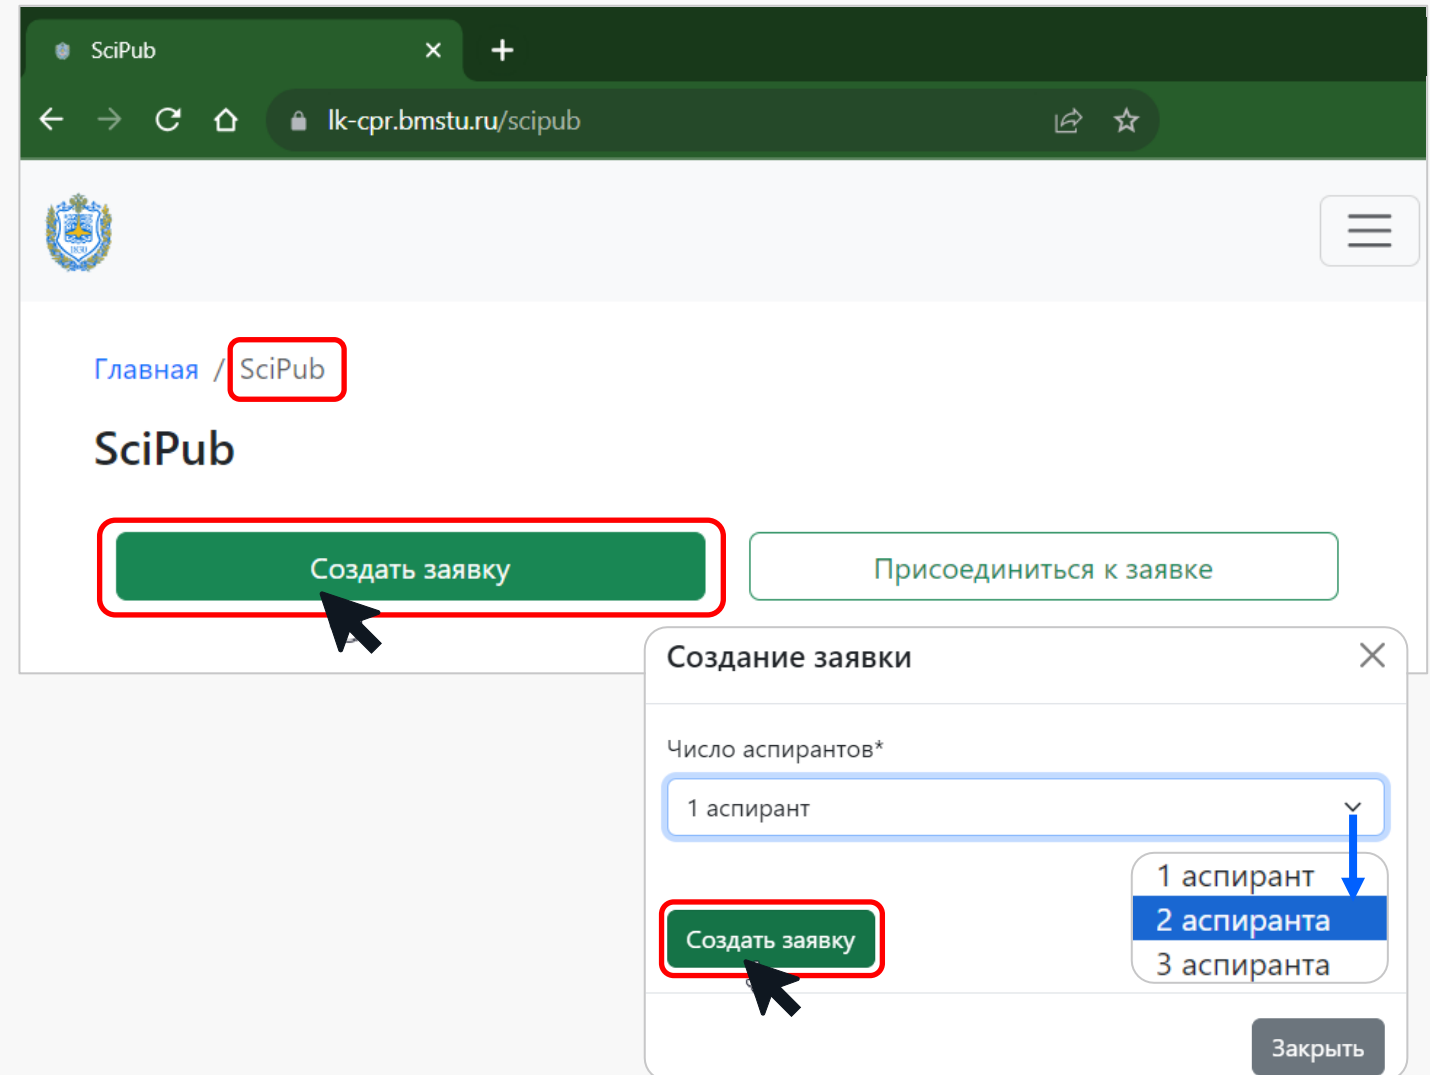 SciPub
lk-cpr.bmstu.ru/scipub
1830
Главная / SciPub
SciPub
Создать заявку
Присоединиться к заявке
Создание заявки
Число аспирантов*
1 аспирант
1 аспирант
2 аспиранта
3 аспиранта
Создать заявку
Закрыть